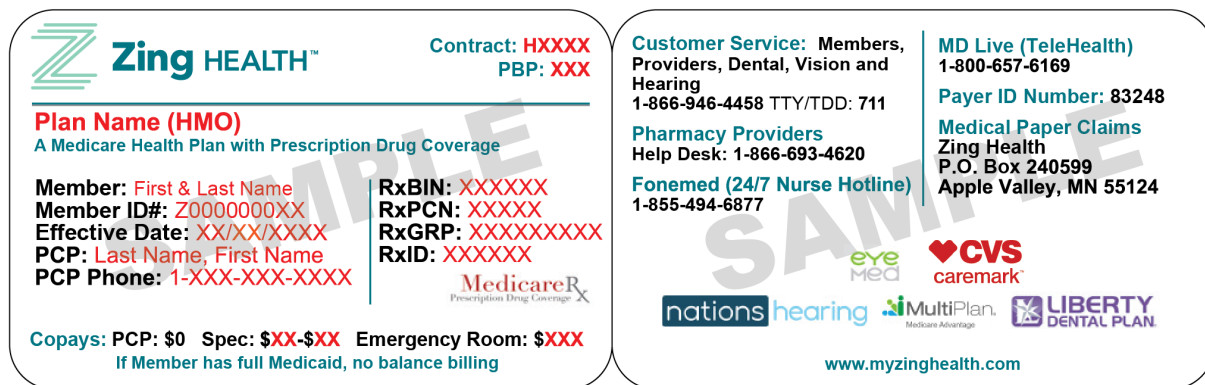 Zing HEALTH™
Contract: HXXXX
PBP: XXX
Plan Name (HMO)
A Medicare Health Plan with Prescription Drug Coverage
Member: First & Last Name
Member ID#: Z0000000XX
Effective Date: XX/XX/XXXX
PCP: Last Name, First Name
PCP Phone: 1-XXX-XXX-XXXX
RxBIN: XXXXXX
RxPCN: XXXXX
RxGRP: XXXXXXXXX
RxID: XXXXXX
MedicareRx
Prescription Drug Coverage
Copays: PCP: $0 Spec: $XX-$XX Emergency Room: $XXX
If Member has full Medicaid, no balance billing
SAMPLE
Customer Service: Members,
Providers, Dental, Vision and
Hearing
1-866-946-4458 TTY/TDD: 711
Pharmacy Providers
Help Desk: 1-866-693-4620
Fonemed (24/7 Nurse Hotline)
1-855-494-6877
MD Live (TeleHealth)
1-800-657-6169
Payer ID Number: 83248
Medical Paper Claims
Zing Health
P.O. Box 240599
Apple Valley, MN 55124
eye
Med
CVS
caremark™
nations hearing
MultiPlan.
Medicare Advantage
LIBERTY
DENTAL PLAN.
www.myzinghealth.com
SAMPLE